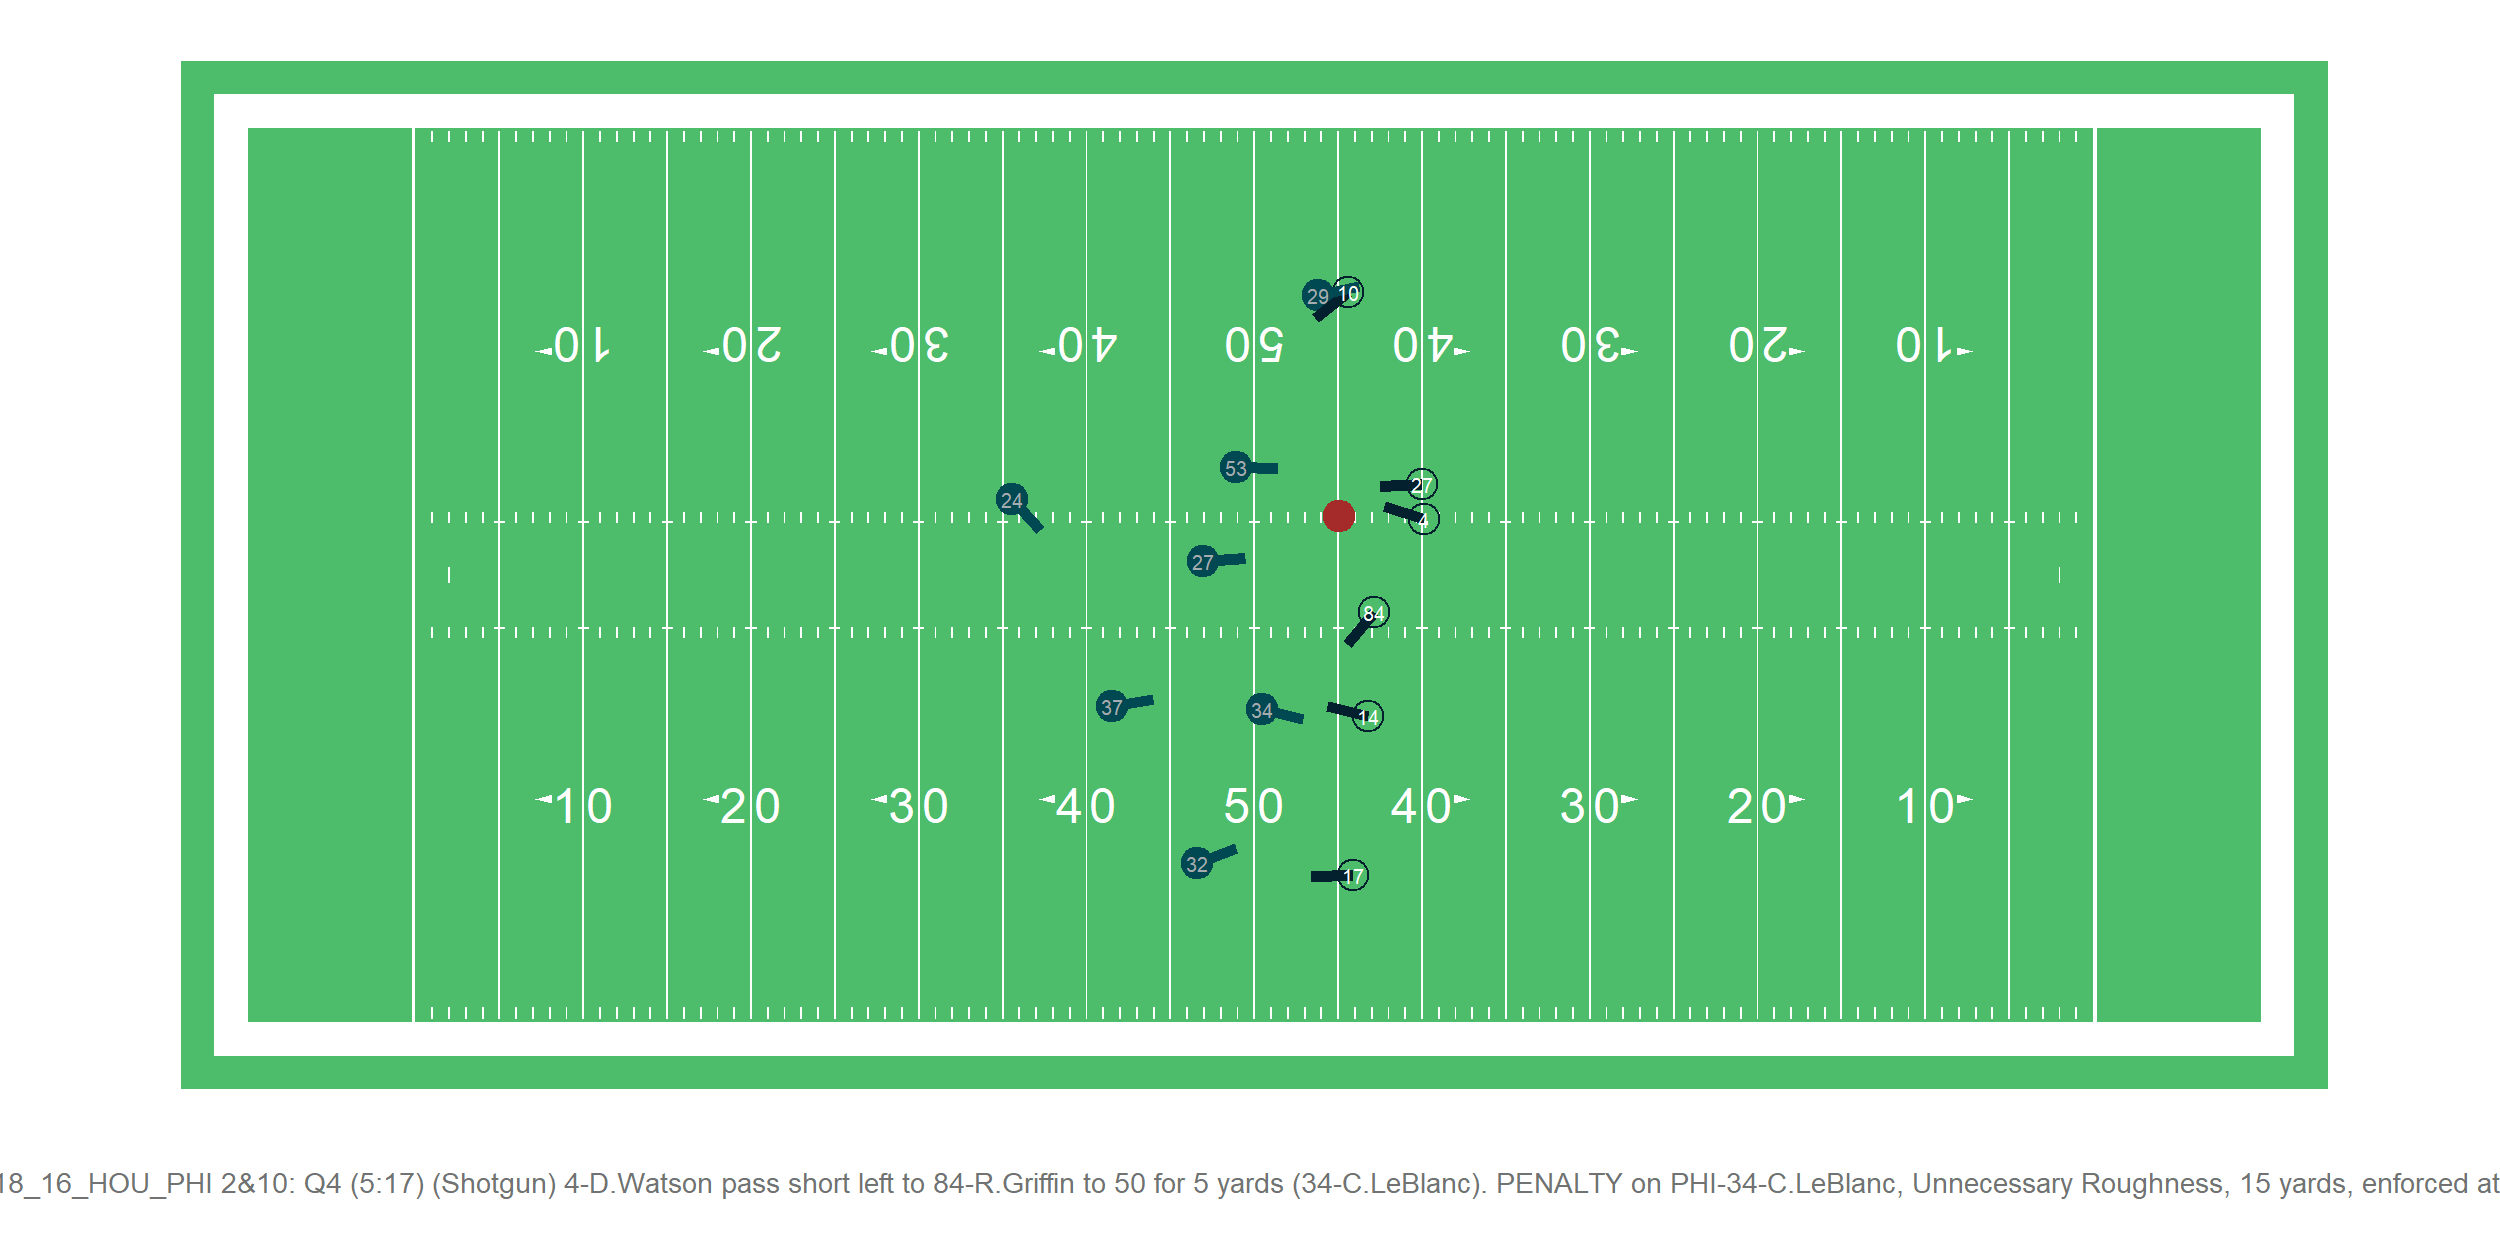 29 10
10 20 30 40 50 40 30 20 10
53
27
24
4
27
84
37 34 14
10 20 30 40 50 40 30 20 10
32 17
18_16_HOU_PHI 2&10: Q4 (5:17) (Shotgun) 4-D.Watson pass short left to 84-R.Griffin to 50 for 5 yards (34-C.LeBlanc). PENALTY on PHI-34-C.LeBlanc, Unnecessary Roughness, 15 yards, enforced at